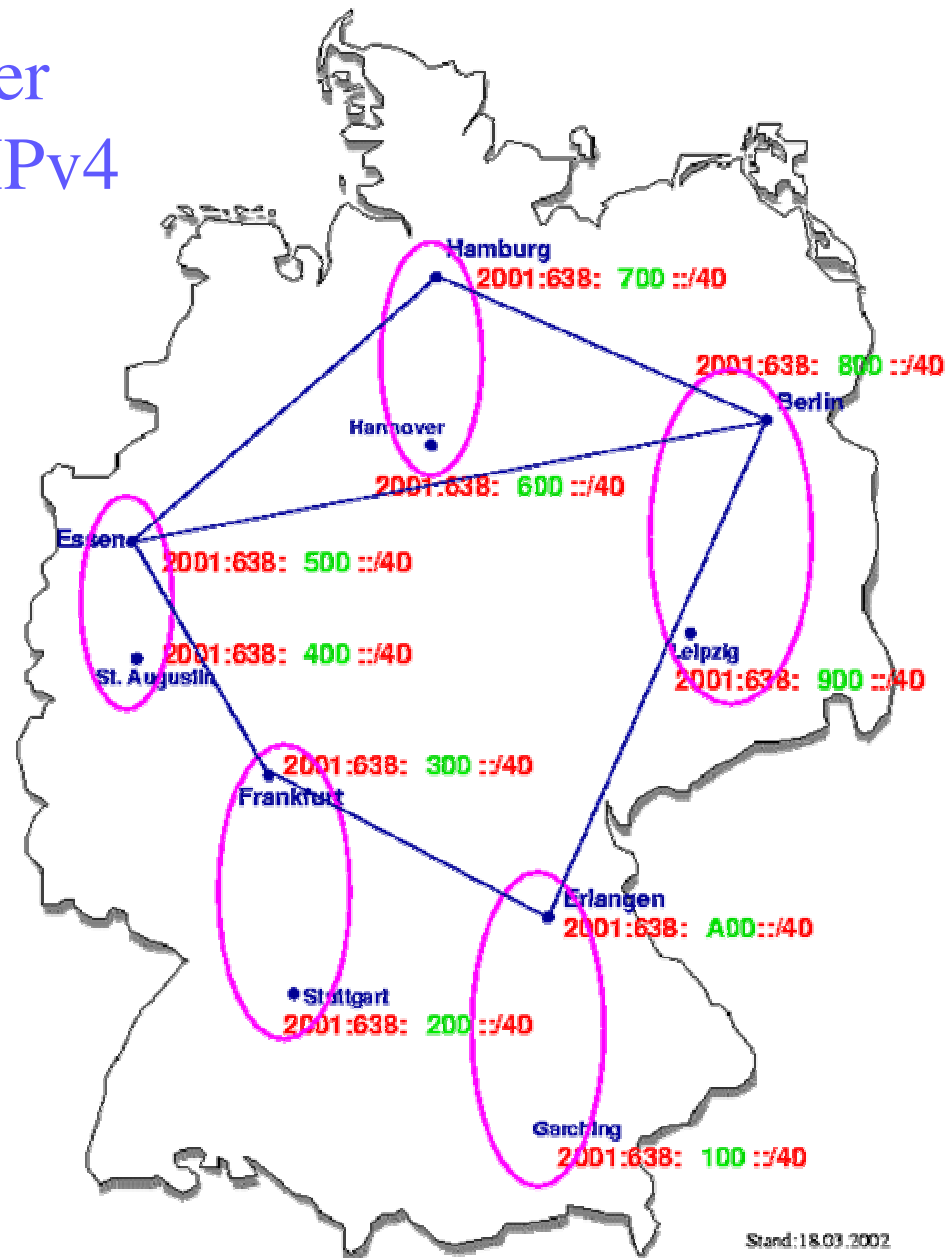 er
IPv4
Hamburg
2001:638: 700 ::/40
2001:638: 800 ::/40
Berlin
Hannover
2001:638: 600 ::/40
Essen
2001:638: 500 ::/40
2001:638: 400 ::/40
St. Augustin
Leipzig
2001:638: 900 ::/40
2001:638: 300 ::/40
Frankfurt
Erlangen
2001:638: A00::/40
Stuttgart
2001:638: 200 ::/40
Garching
2001:638: 100 ::/40
Stand:18.03.2002